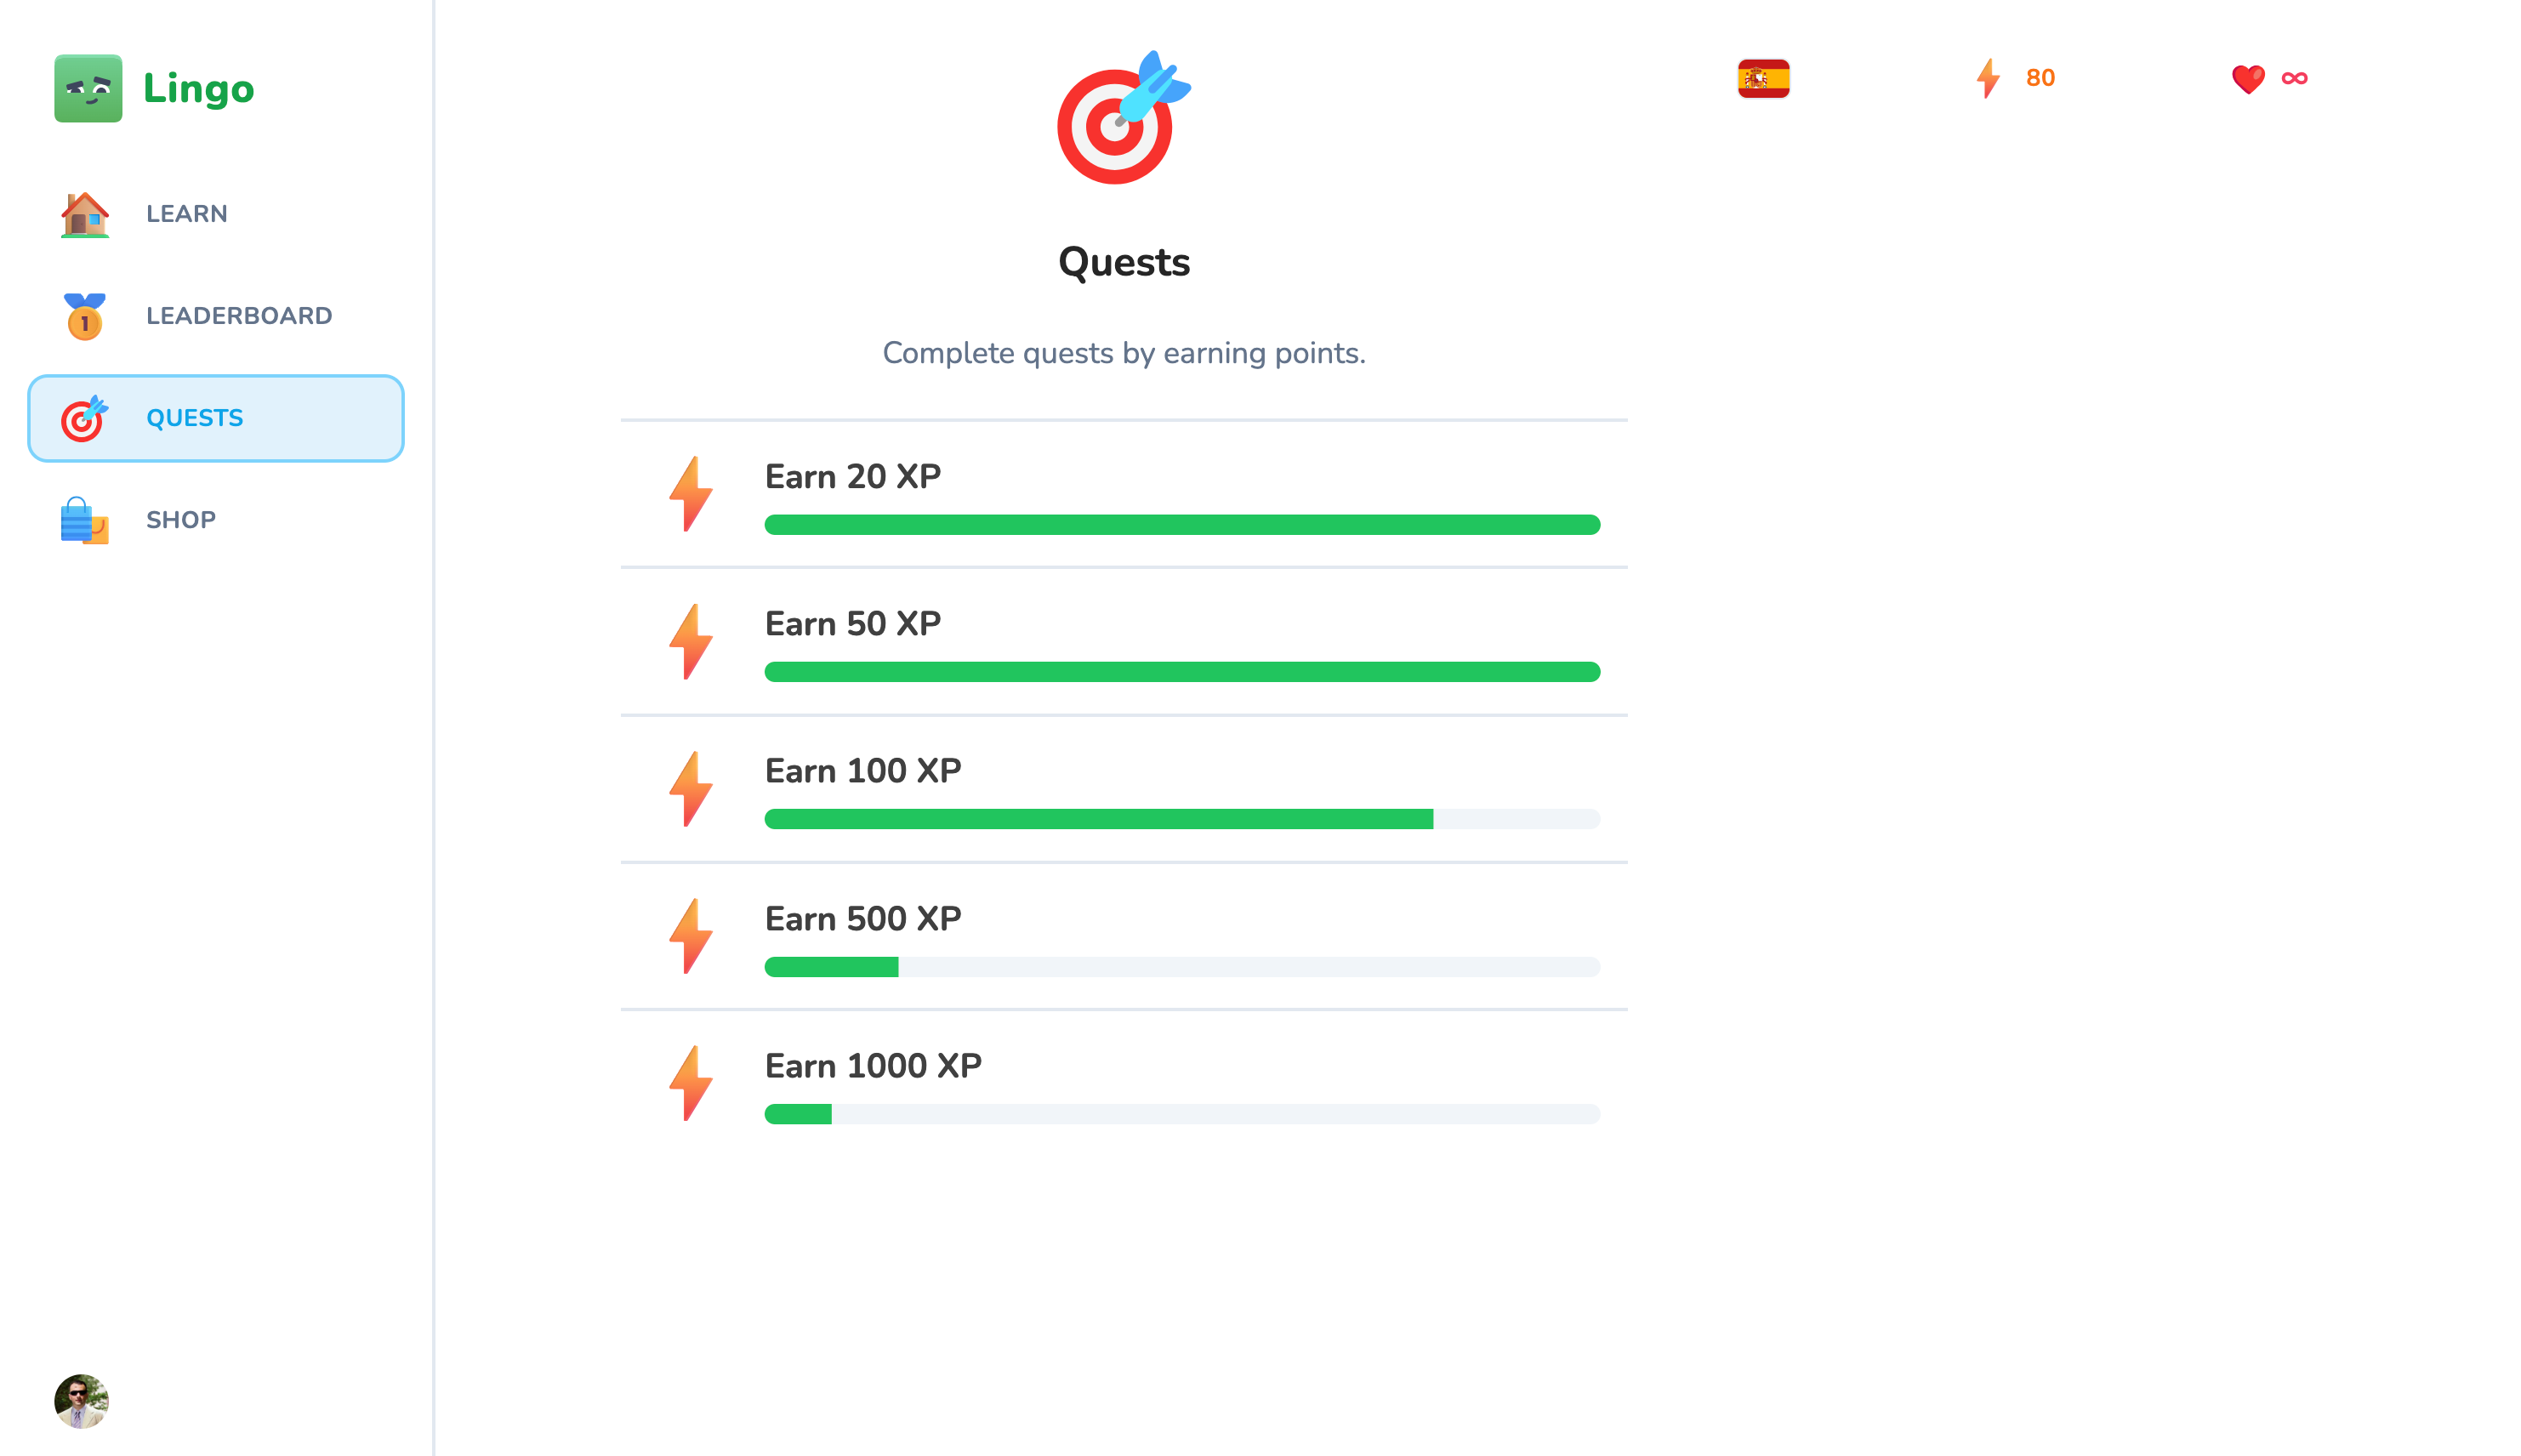 Lingo
LEARN
LEADERBOARD
QUESTS
SHOP
Quests
Complete quests by earning points.
Earn 20 XP
Earn 50 XP
Earn 100 XP
Earn 500 XP
Earn 1000 XP
80
∞
1